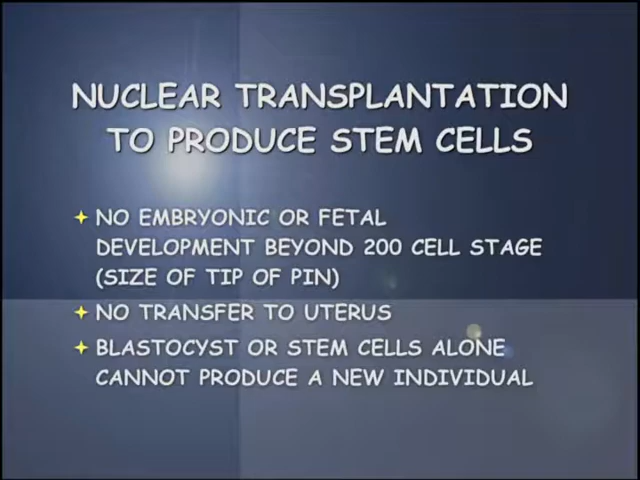 NUCLEAR TRANSPLANTATION
TO PRODUCE STEM CELLS
NO EMBRYONIC OR FETAL
DEVELOPMENT BEYOND 200 CELL STAGE
(SIZE OF TIP OF PIN)
NO TRANSFER TO UTERUS
BLASTOCYST OR STEM CELLS ALONE
CANNOT PRODUCE A NEW INDIVIDUAL